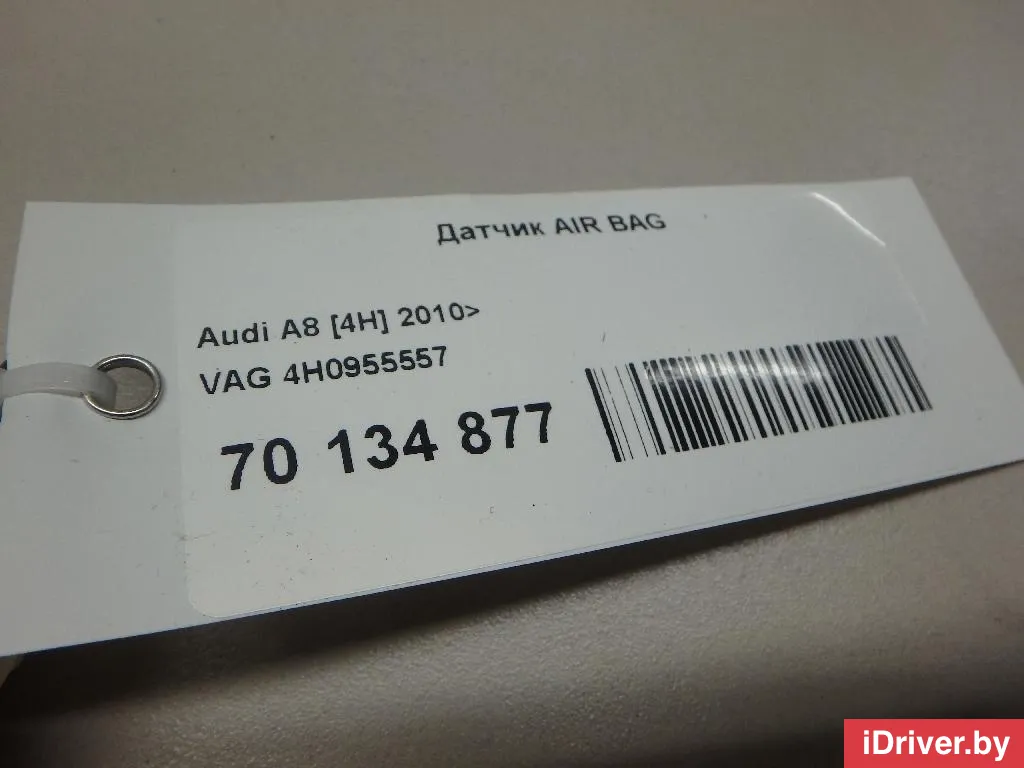 Датчик AIR BAG
Audi A8 [4H] 2010>
VAG 4H0955557
70 134 877
iDriver.by